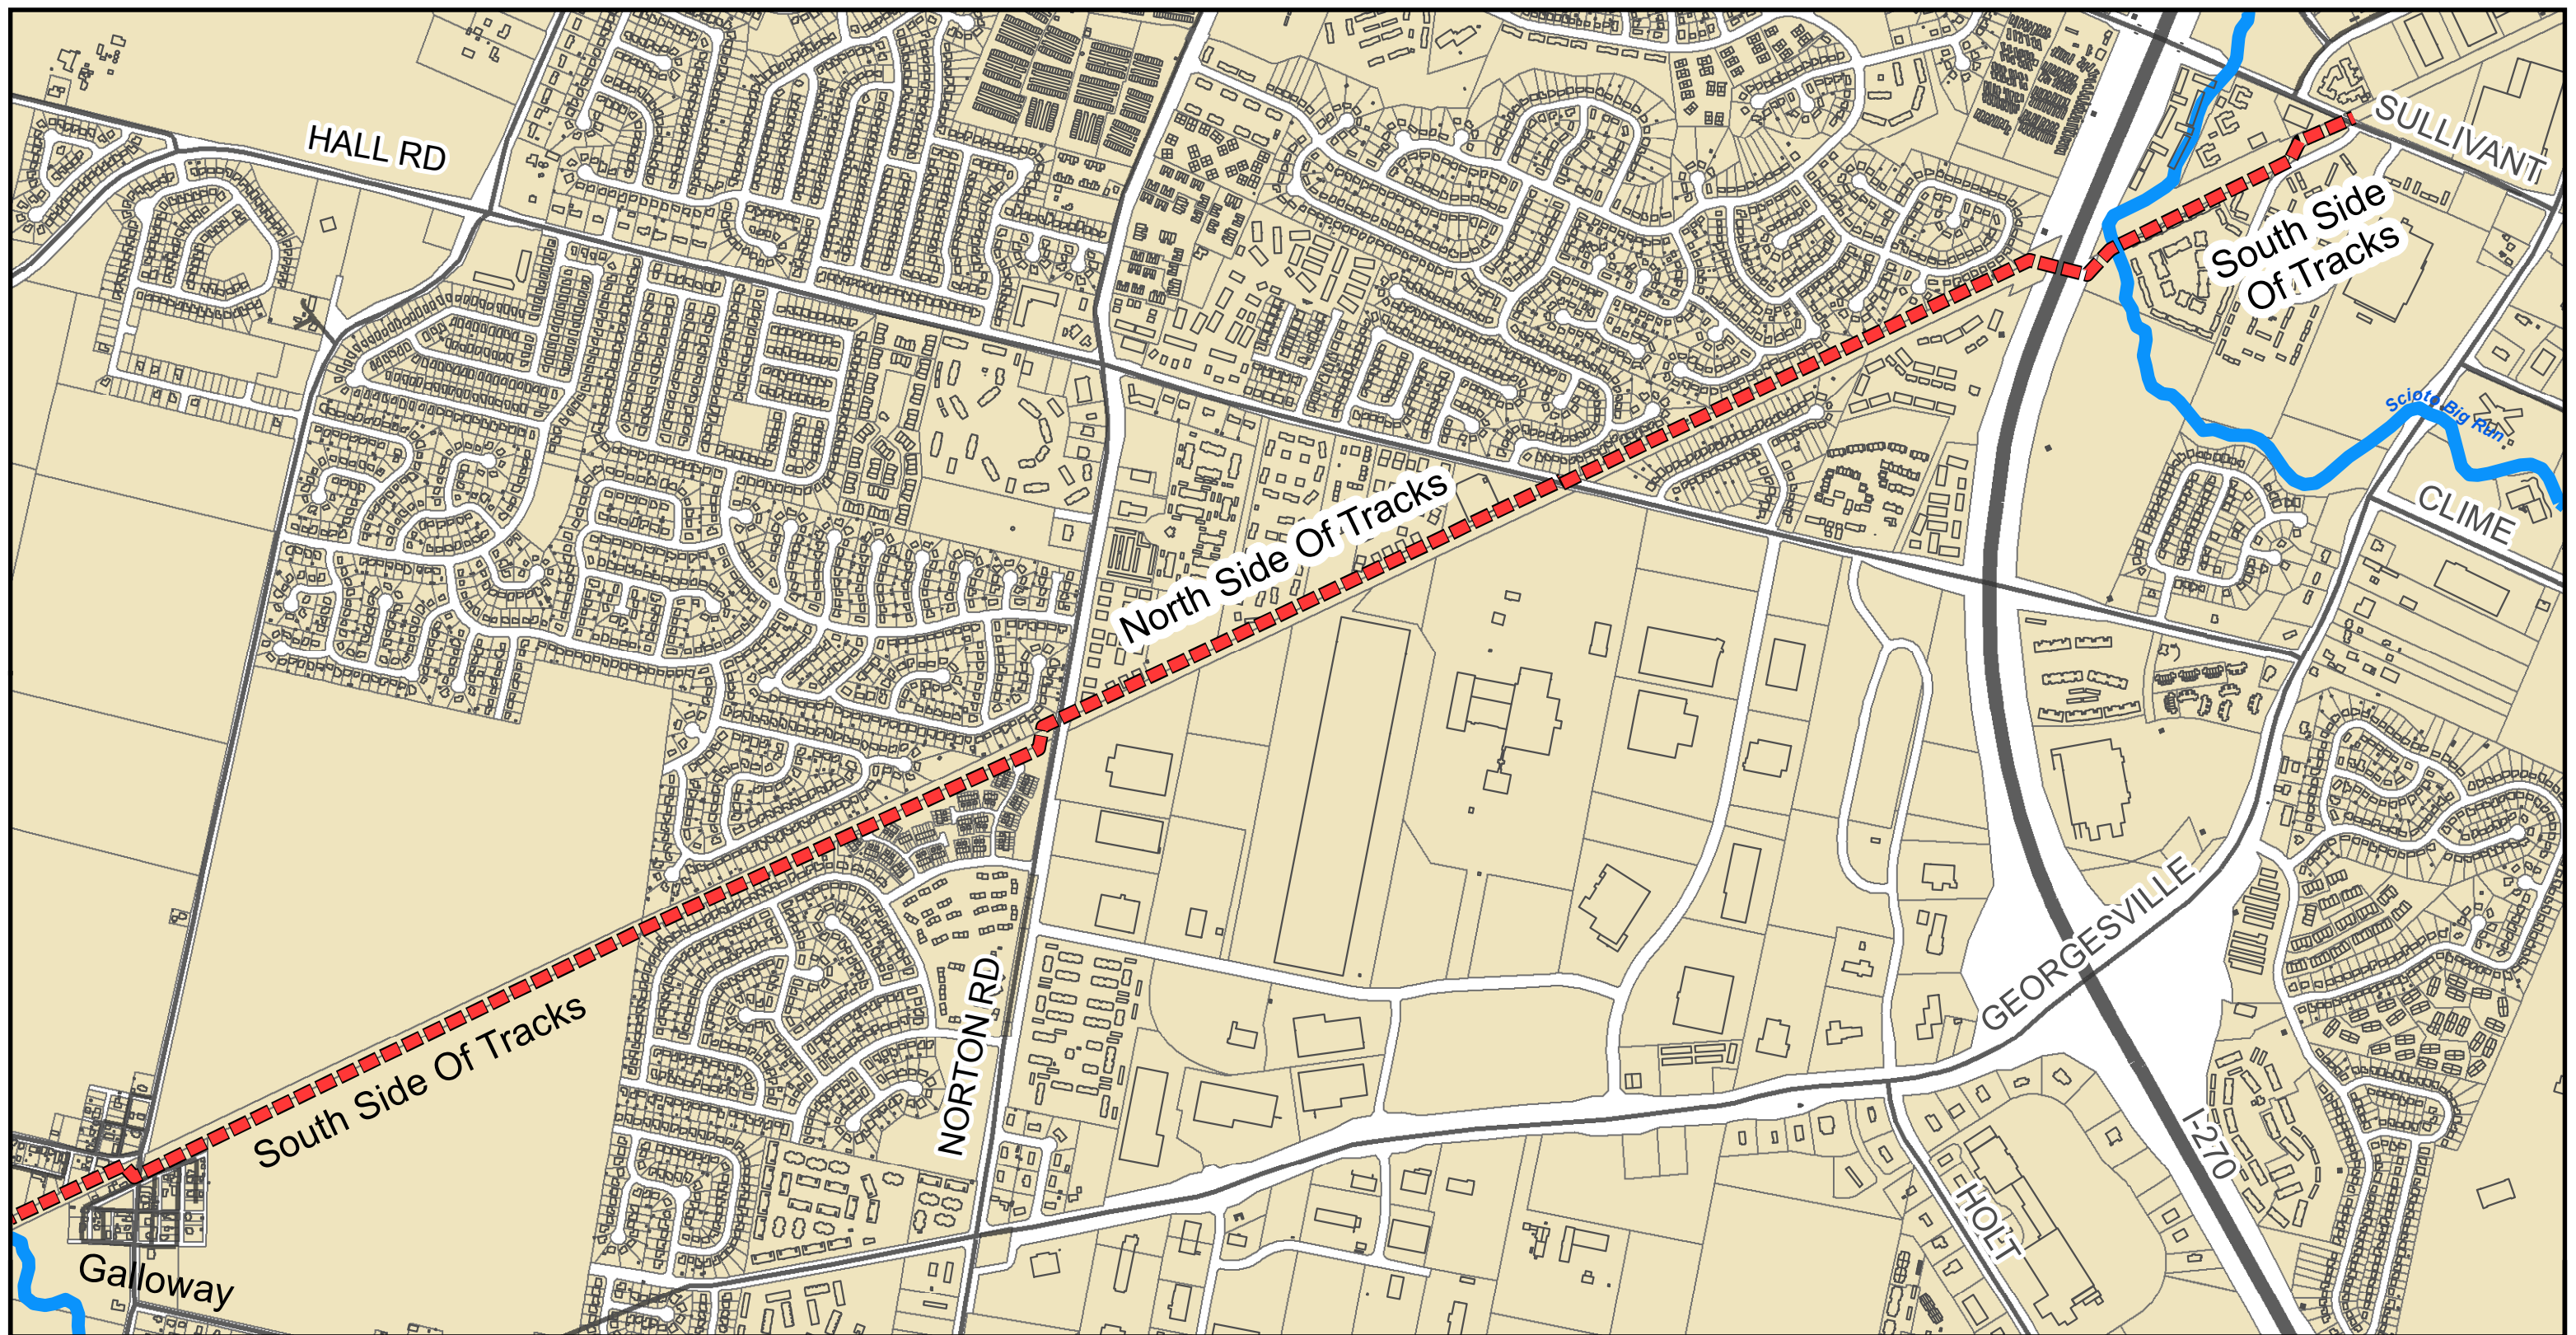 HALL RD
SULLIVANT
South Side
Of Tracks
Scioto Big Run
North Side Of Tracks
CLIME
GEORGESVILLE
South Side Of Tracks
NORTON RD
I-270
HOLT
Galloway